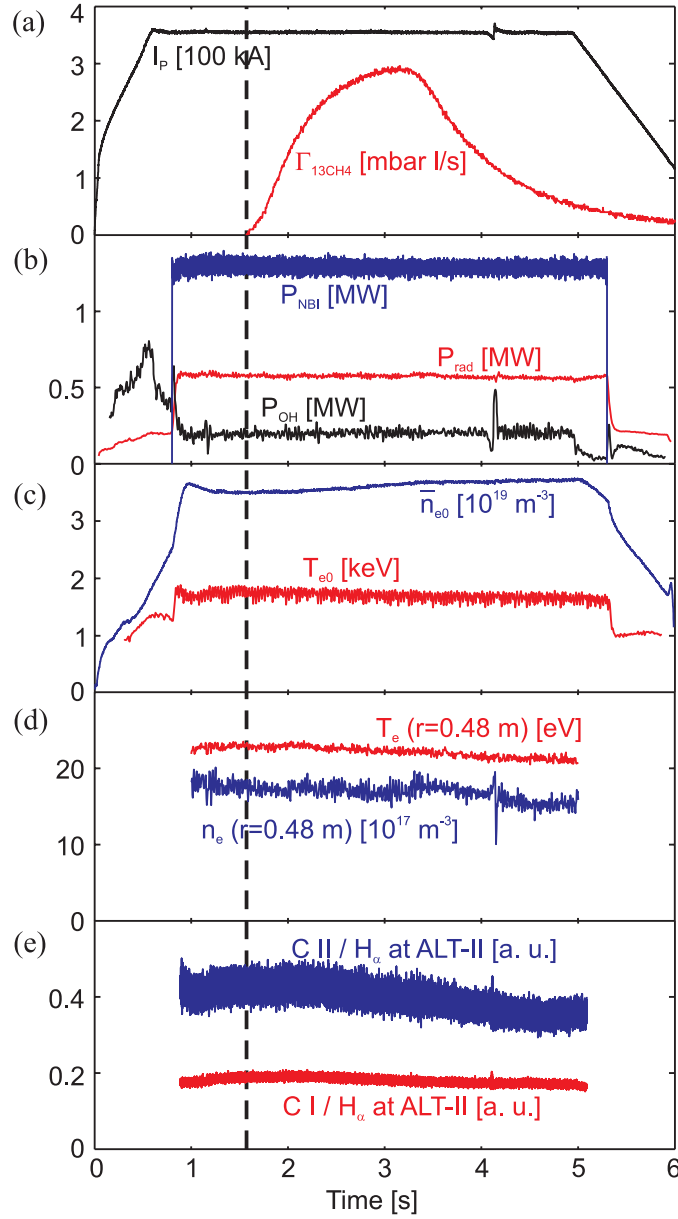 (a)
4
3
2
1
0
I_P [100 kA]
Γ_13CH4 [mbar l/s]
(b)
1
0.5
0
P_NBI [MW]
P_rad [MW]
P_OH [MW]
(c)
3
2
1
0
n̅_e0 [10^19 m^-3]
T_e0 [keV]
(d)
20
10
0
T_e (r=0.48 m) [eV]
n_e (r=0.48 m) [10^17 m^-3]
(e)
0.4
0.2
0
C II / H_α at ALT-II [a. u.]
C I / H_α at ALT-II [a. u.]
0 1 2 3 4 5 6
Time [s]